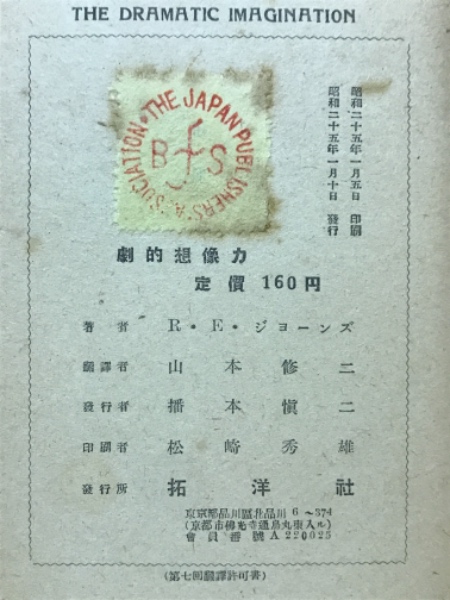 THE DRAMATIC IMAGINATION
昭和二十五年一月五日 印刷
昭和二十五年一月十日 發行
THE JAPAN PUBLISHERS ASSOCIATION
B S
劇的想像力
定價 160円
著者 R・E・ジョーンズ
飜譯者 山本修二
發行者 播本愼二
印刷者 松崎秀雄
發行所 拓洋社
東京都品川區北品川6~374
(京都市佛光寺通烏丸東入ル)
會員番號 A220025
(第七回飜譯許可書)